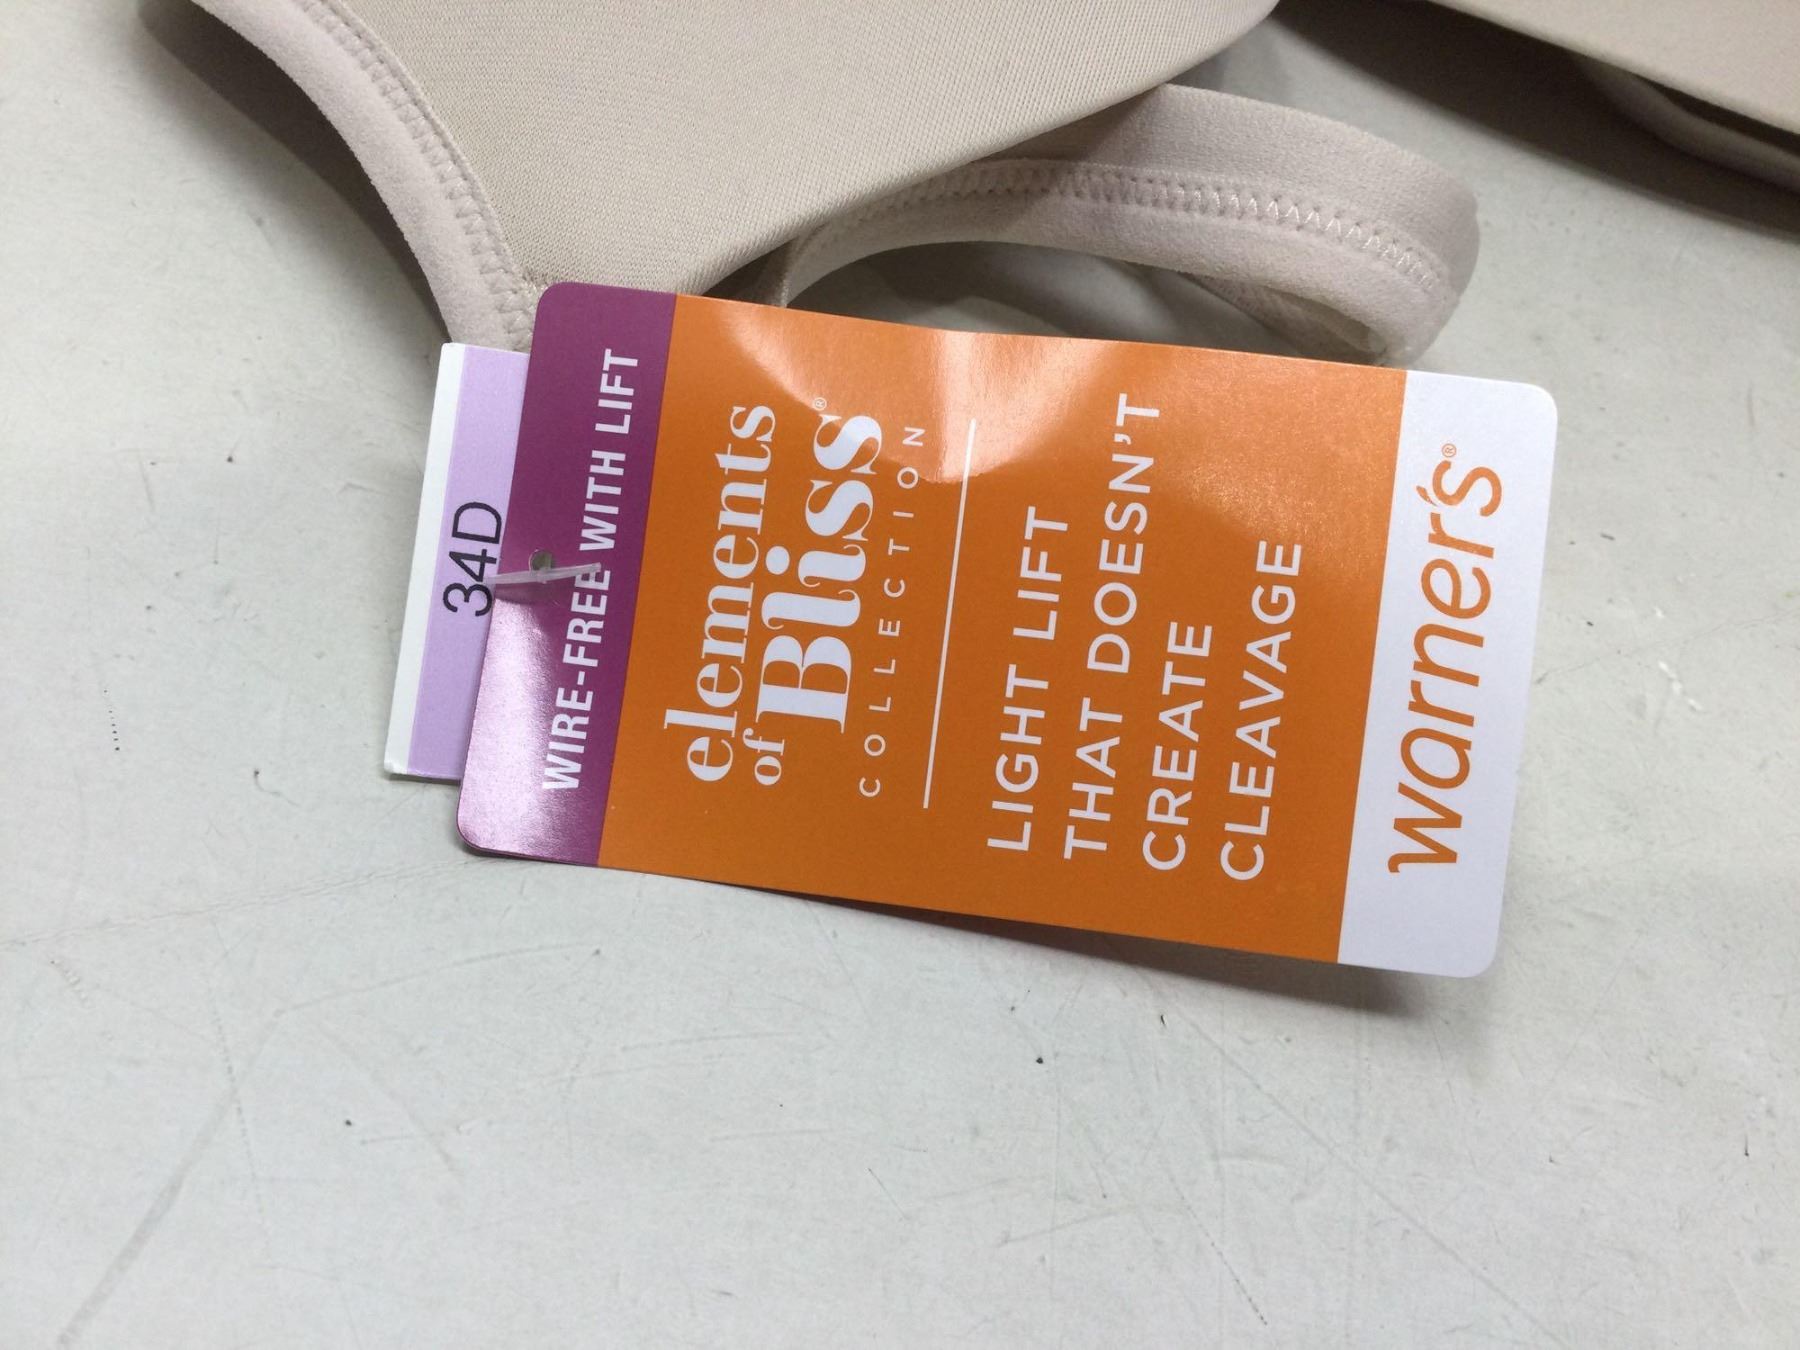 34D
WIRE-FREE WITH LIFT
elements
of Bliss®
COLLECTION
LIGHT LIFT
THAT DOESN'T
CREATE
CLEAVAGE
warner's®